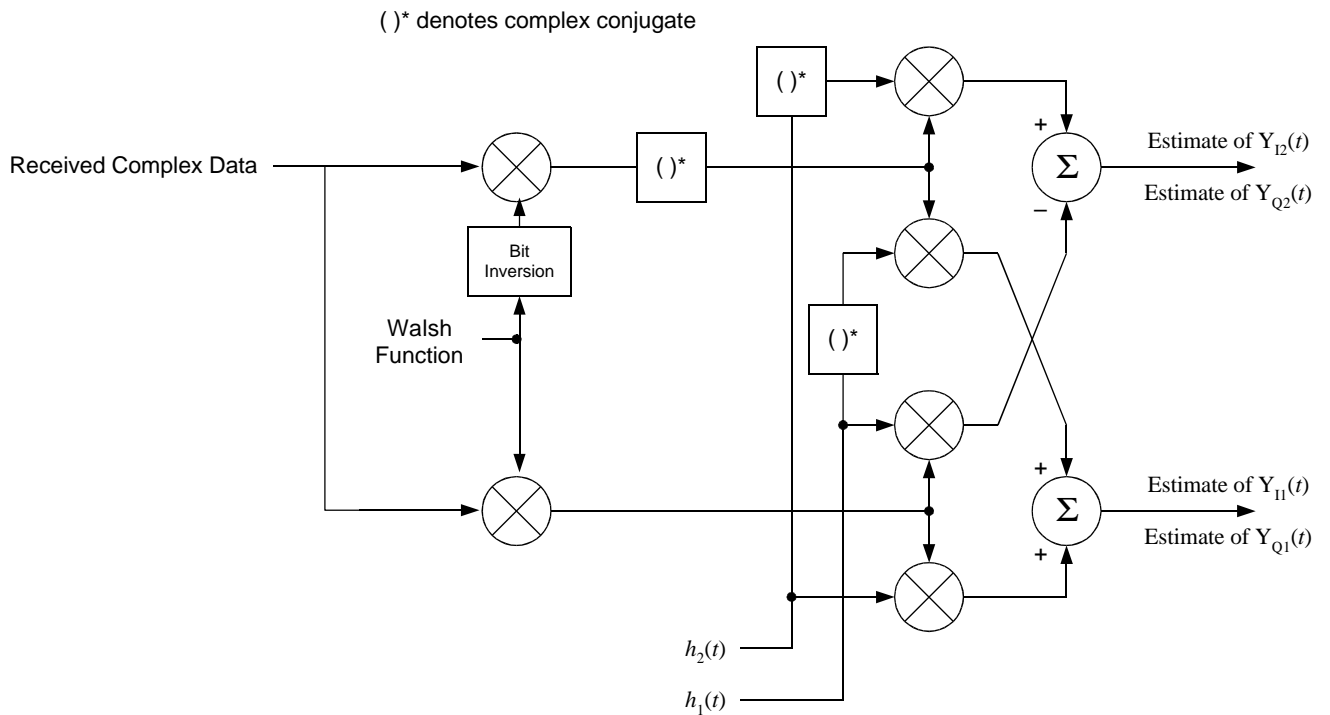 ( )* denotes complex conjugate
( )*
+
Received Complex Data
( )*
Σ
Estimate of Y_I2(t)
Estimate of Y_Q2(t)
–
Bit
Inversion
Walsh
Function
( )*
+
Σ
Estimate of Y_I1(t)
Estimate of Y_Q1(t)
+
h_2(t)
h_1(t)